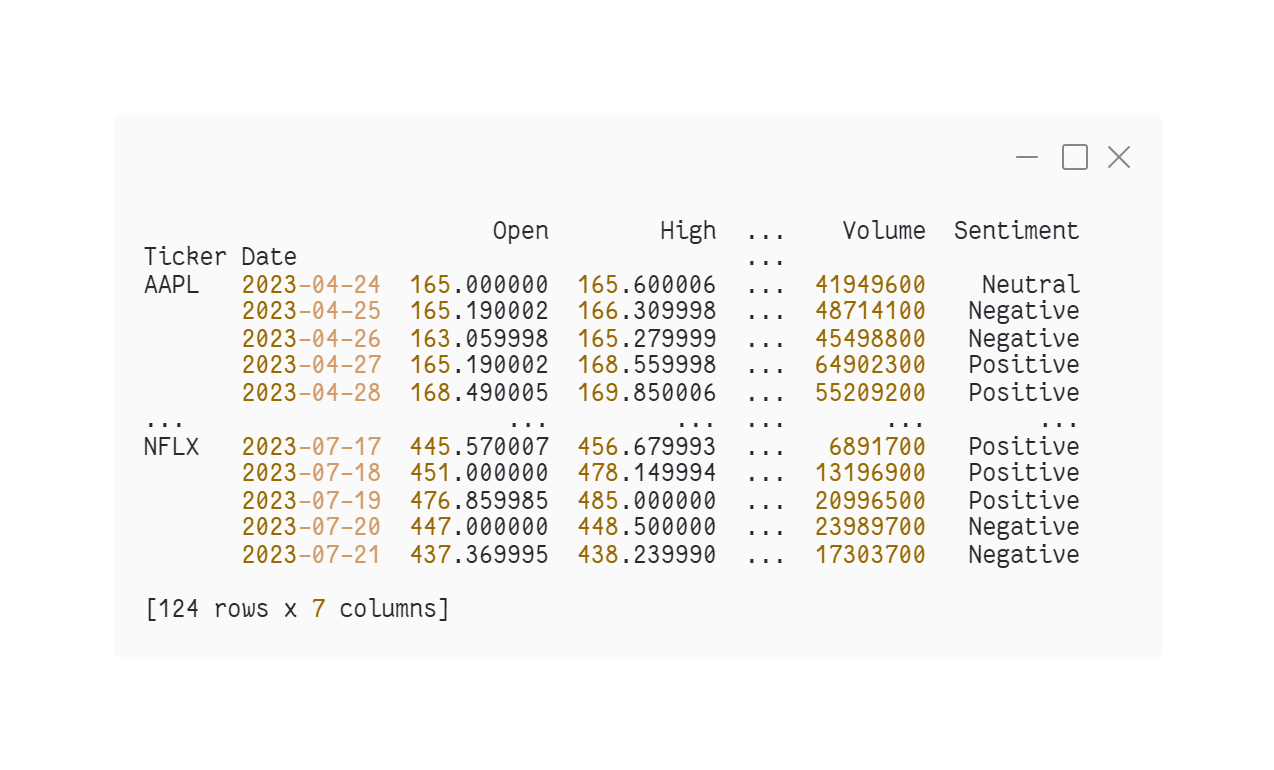 Open High ... Volume Sentiment
Ticker Date ...
AAPL 2023-04-24 165.000000 165.600006 ... 41949600 Neutral
2023-04-25 165.190002 166.309998 ... 48714100 Negative
2023-04-26 163.059998 165.279999 ... 45498800 Negative
2023-04-27 165.190002 168.559998 ... 64902300 Positive
2023-04-28 168.490005 169.850006 ... 55209200 Positive
... ... ... ... ... ...
NFLX 2023-07-17 445.570007 456.679993 ... 6891700 Positive
2023-07-18 451.000000 478.149994 ... 13196900 Positive
2023-07-19 476.859985 485.000000 ... 20996500 Positive
2023-07-20 447.000000 448.500000 ... 23989700 Negative
2023-07-21 437.369995 438.239990 ... 17303700 Negative
[124 rows x 7 columns]